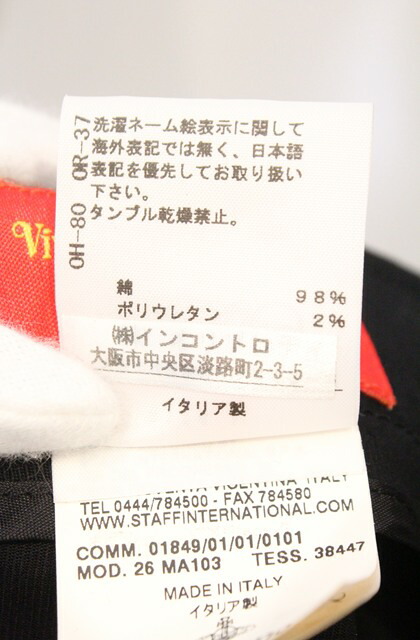 洗濯ネーム絵表示に関して
海外表記では無く、日本語
表記を優先してお取り扱い
下さい。
タンブル乾燥禁止。
OH-80 OR-37
綿 98%
ポリウレタン 2%
㈱インコントロ
大阪市中央区淡路町2-3-5
イタリア製
Vi
VICENTINA ITALY
TEL 0444/784500 - FAX 784580
WWW.STAFFINTERNATIONAL.COM
COMM. 01849/01/01/0101
MOD. 26 MA103 TESS. 38447
MADE IN ITALY
イタリア製